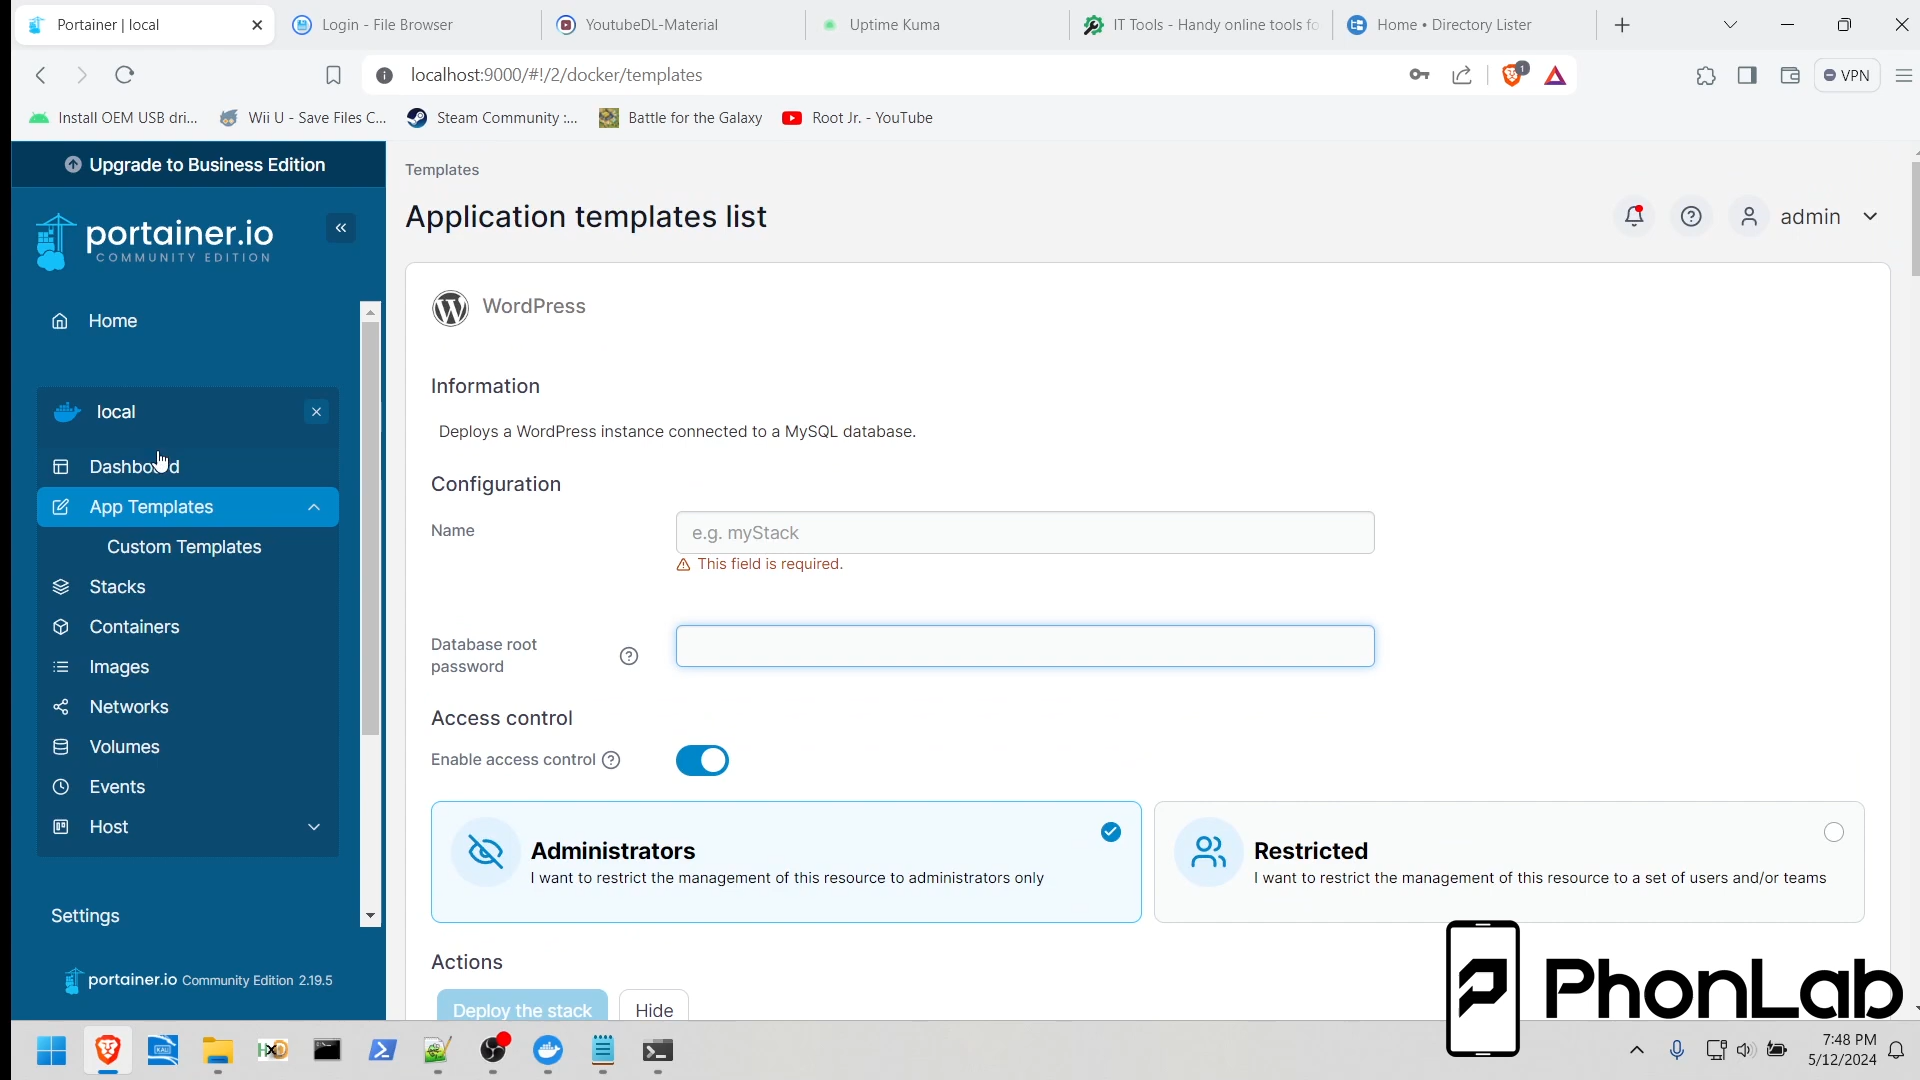 Portainer | local
Login - File Browser
YoutubeDL-Material
Uptime Kuma
IT Tools - Handy online tools fo
Home • Directory Lister
localhost:9000/#!/2/docker/templates
1
VPN
Install OEM USB dri...
Wii U - Save Files C...
Steam Community :...
Battle for the Galaxy
Root Jr. - YouTube
Upgrade to Business Edition
portainer.io
COMMUNITY EDITION
Home
local
Dashboard
App Templates
Custom Templates
Stacks
Containers
Images
Networks
Volumes
Events
Host
Settings
portainer.io Community Edition 2.19.5
Templates
Application templates list
admin
WordPress
Information
Deploys a WordPress instance connected to a MySQL database.
Configuration
Name
e.g. myStack
This field is required.
Database root
password
Access control
Enable access control
Administrators
I want to restrict the management of this resource to administrators only
Restricted
I want to restrict the management of this resource to a set of users and/or teams
Actions
Deploy the stack
Hide
PhonLab
7:48 PM
5/12/2024